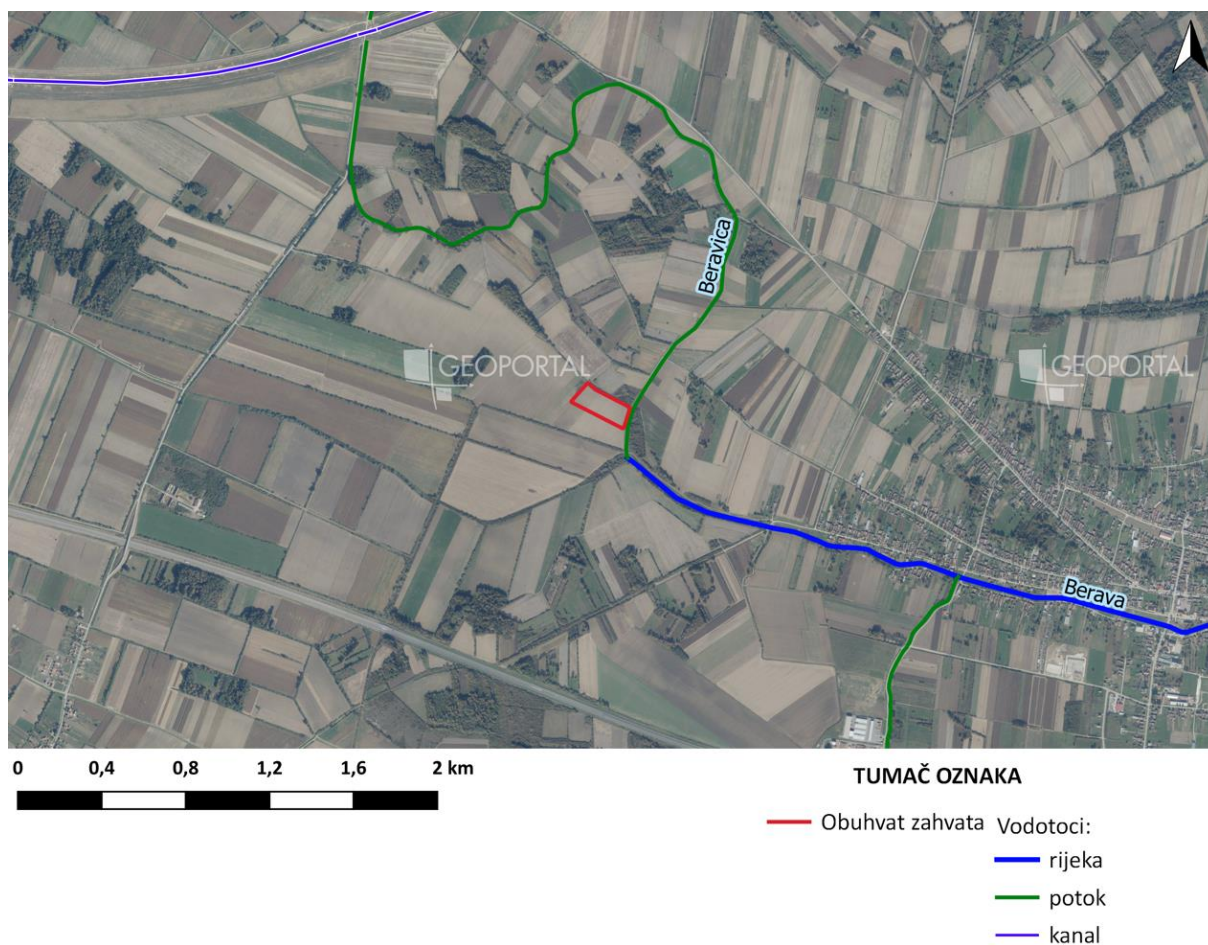 Beravica
GEOPORTAL
GEOPORTAL
Berava
0 0,4 0,8 1,2 1,6 2 km
TUMAČ OZNAKA
Obuhvat zahvata
Vodotoci:
rijeka
potok
kanal